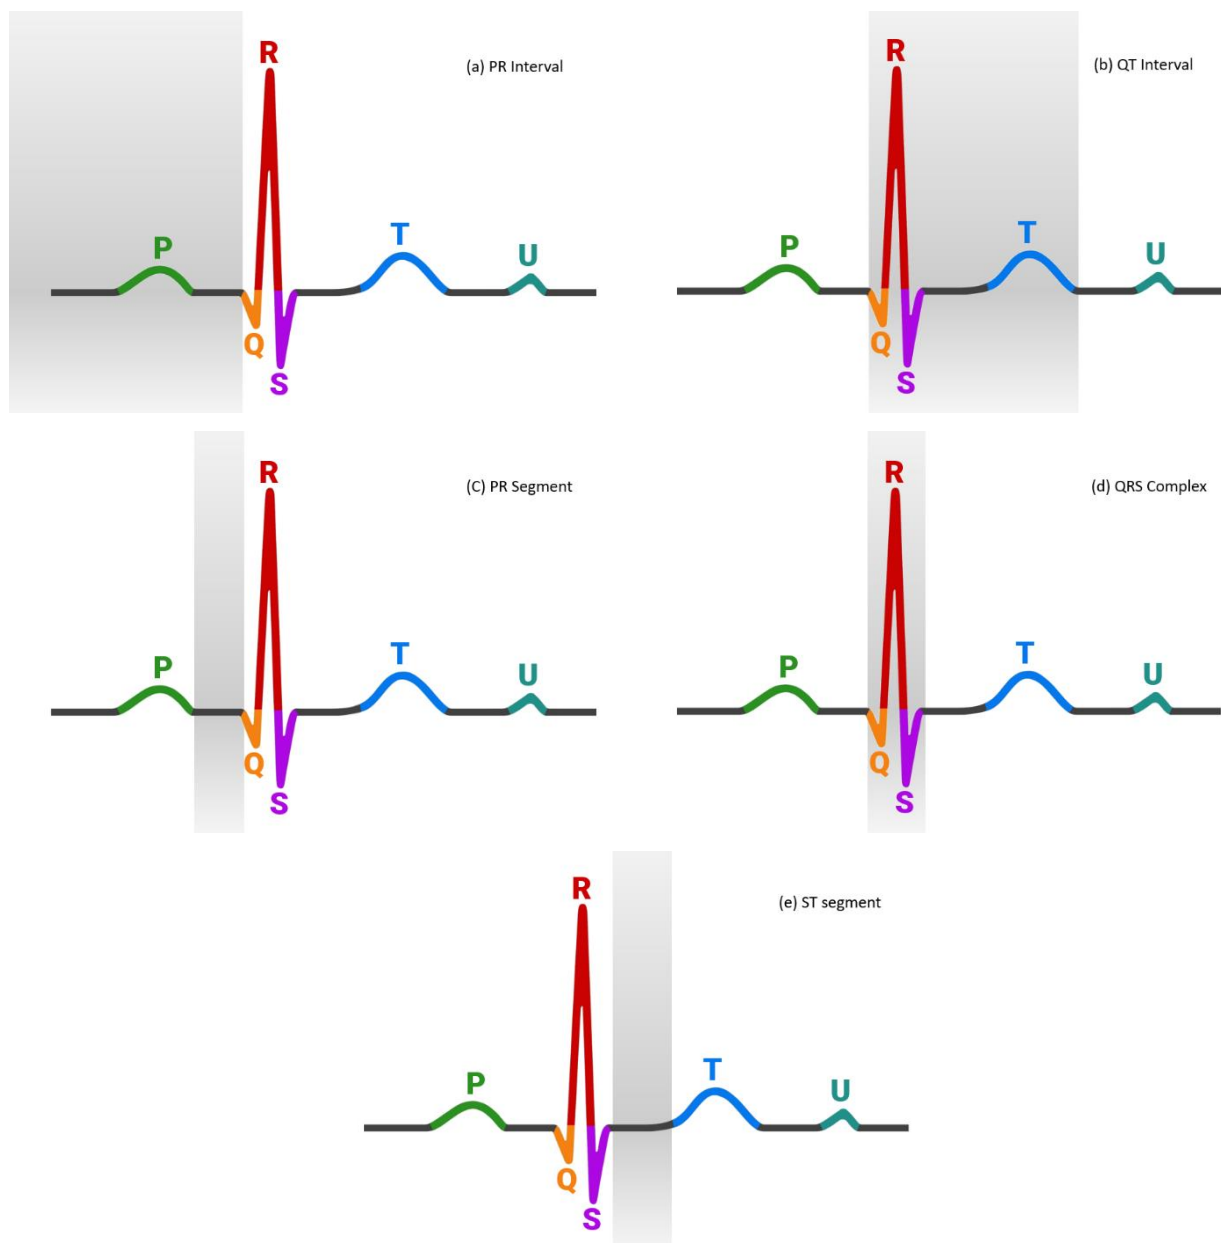 R
(a) PR Interval
P
T
U
Q
S
R
(b) QT Interval
P
T
U
Q
S
R
(C) PR Segment
P
T
U
Q
S
R
(d) QRS Complex
P
T
U
Q
S
R
(e) ST segment
P
T
U
Q
S